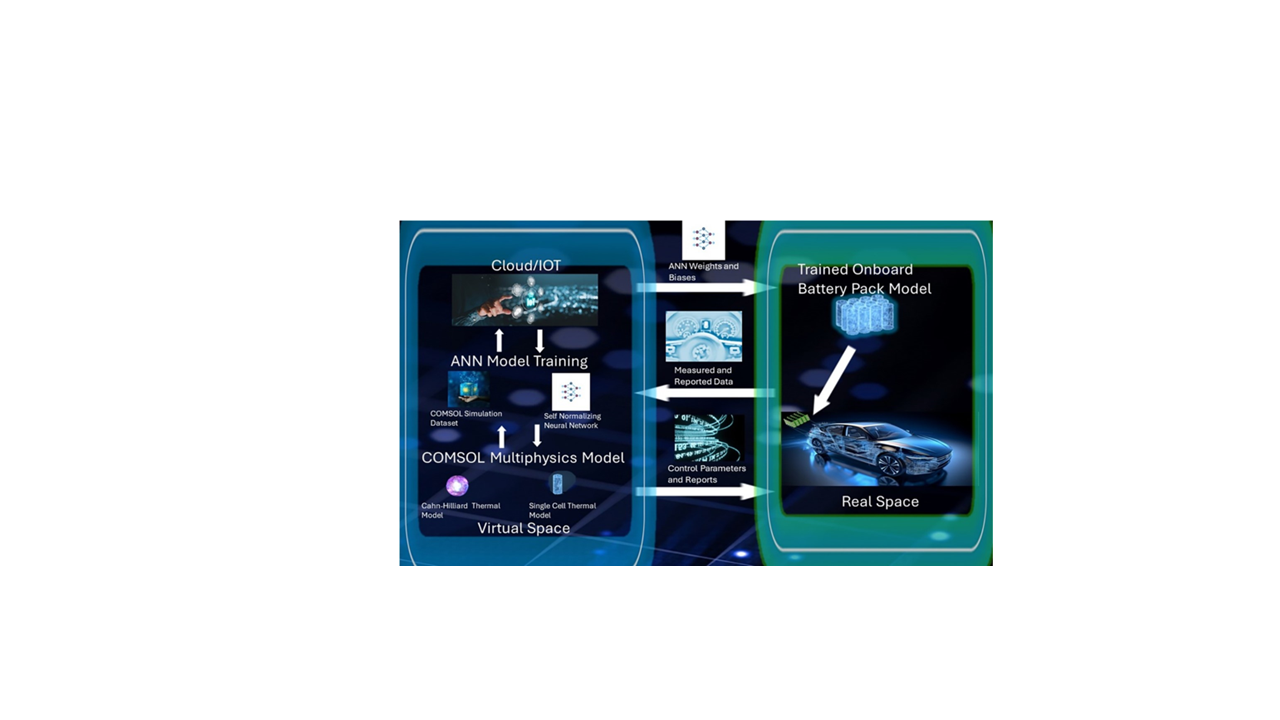 Cloud/IOT
ANN Model Training
COMSOL Simulation
Dataset
Self Normalizing
Neural Network
COMSOL Multiphysics Model
Cahn-Hilliard Thermal
Model
Single Cell Thermal
Model
Virtual Space
ANN Weights and
Biases
Measured and
Reported Data
Control Parameters
and Reports
Trained Onboard
Battery Pack Model
Real Space